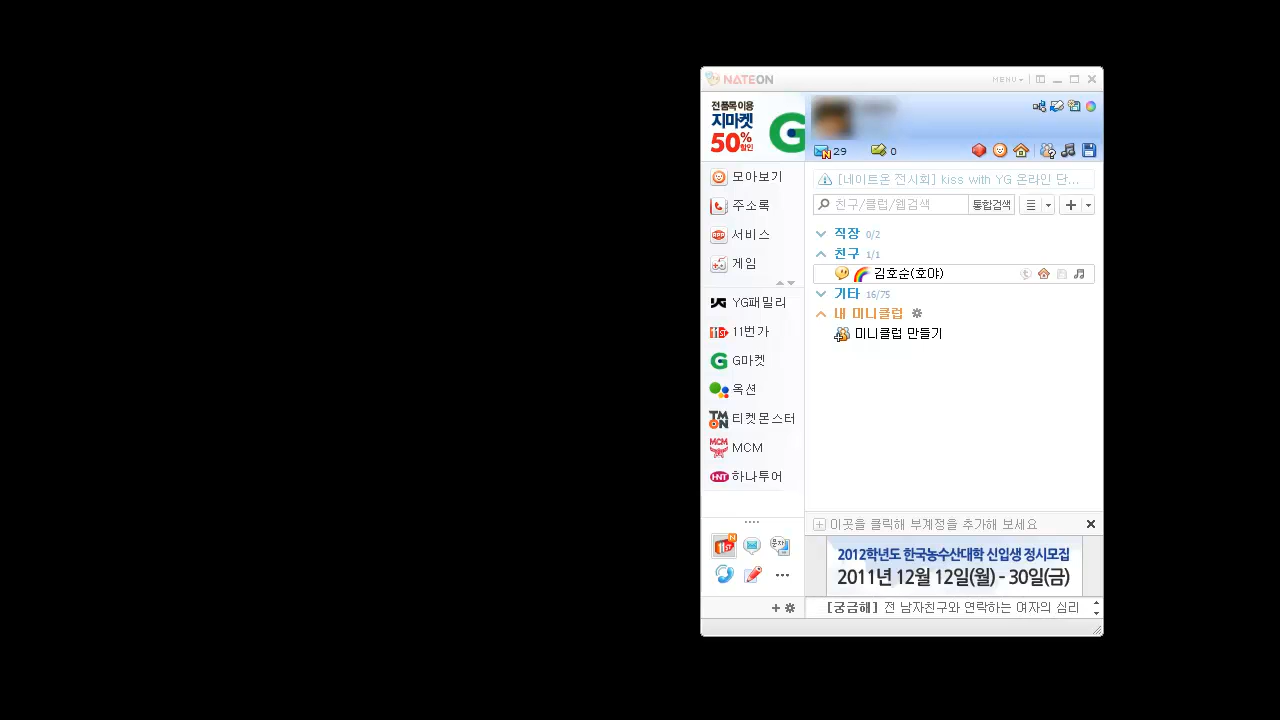 NATEON
MENU
전품목 이용
지마켓
50%
할인
29
0
모아보기
주소록
서비스
게임
YG패밀리
11번가
G마켓
옥션
티켓몬스터
MCM
하나투어
[네이트온 전시회] kiss with YG 온라인 단...
친구/클럽/웹검색
통합검색
직장 0/2
친구 1/1
김호순(호야)
기타 16/75
내 미니클럽
미니클럽 만들기
이곳을 클릭해 부계정을 추가해 보세요
2012학년도 한국농수산대학 신입생 정시모집
2011년 12월 12일(월) - 30일(금)
[궁금해] 전 남자친구와 연락하는 여자의 심리